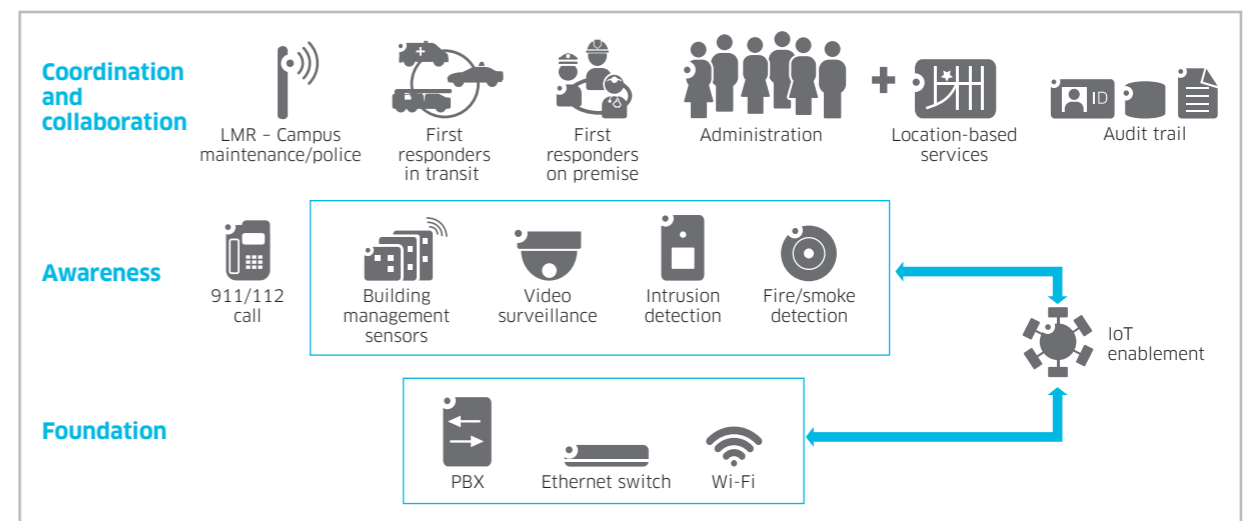 Coordination
and
collaboration
LMR – Campus
maintenance/police
First
responders
in transit
First
responders
on premise
Administration
+
Location-based
services
ID
Audit trail
Awareness
911/112
call
Building
management
sensors
Video
surveillance
Intrusion
detection
Fire/smoke
detection
IoT
enablement
Foundation
PBX
Ethernet switch
Wi-Fi